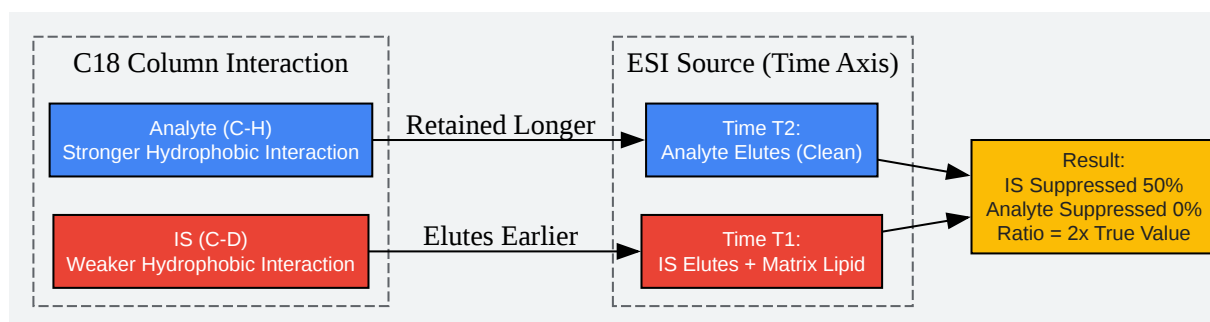 C18 Column Interaction
Analyte (C-H)
Stronger Hydrophobic Interaction
IS (C-D)
Weaker Hydrophobic Interaction
Retained Longer
Elutes Earlier
ESI Source (Time Axis)
Time T2:
Analyte Elutes (Clean)
Time T1:
IS Elutes + Matrix Lipid
Result:
IS Suppressed 50%
Analyte Suppressed 0%
Ratio = 2x True Value